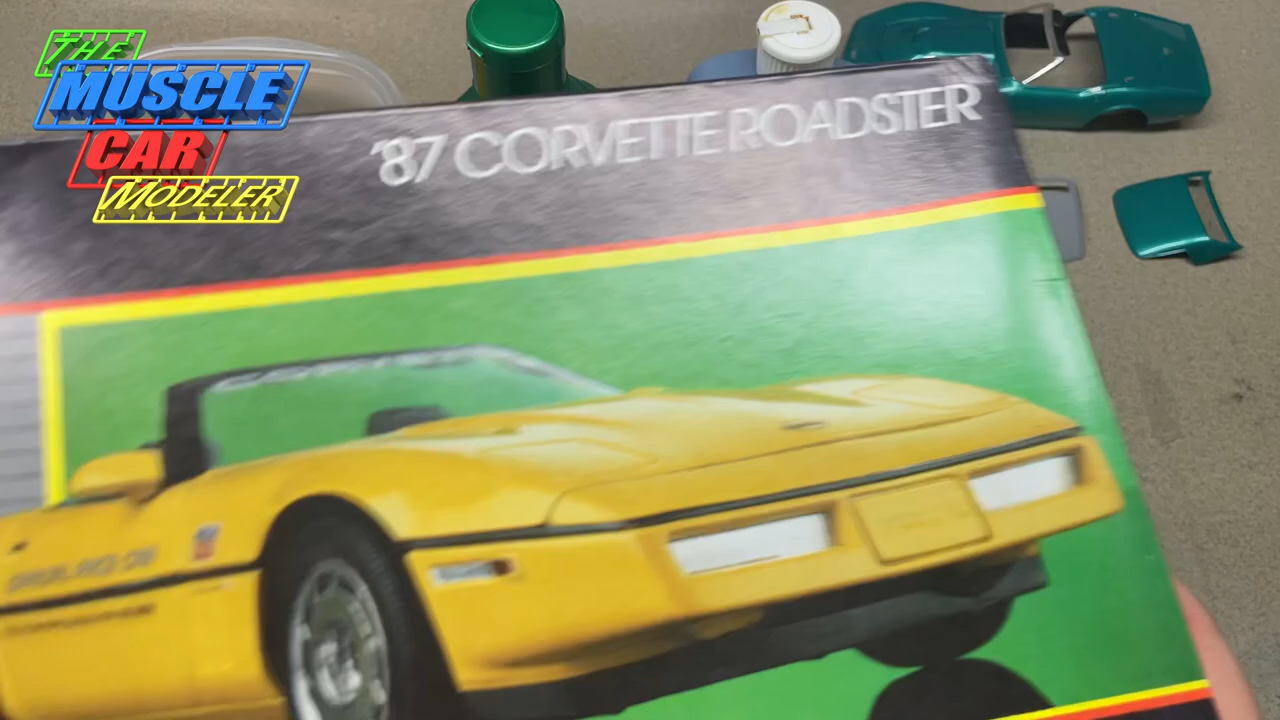 THE
MUSCLE
CAR
MODELER
'87 CORVETTE ROADSTER